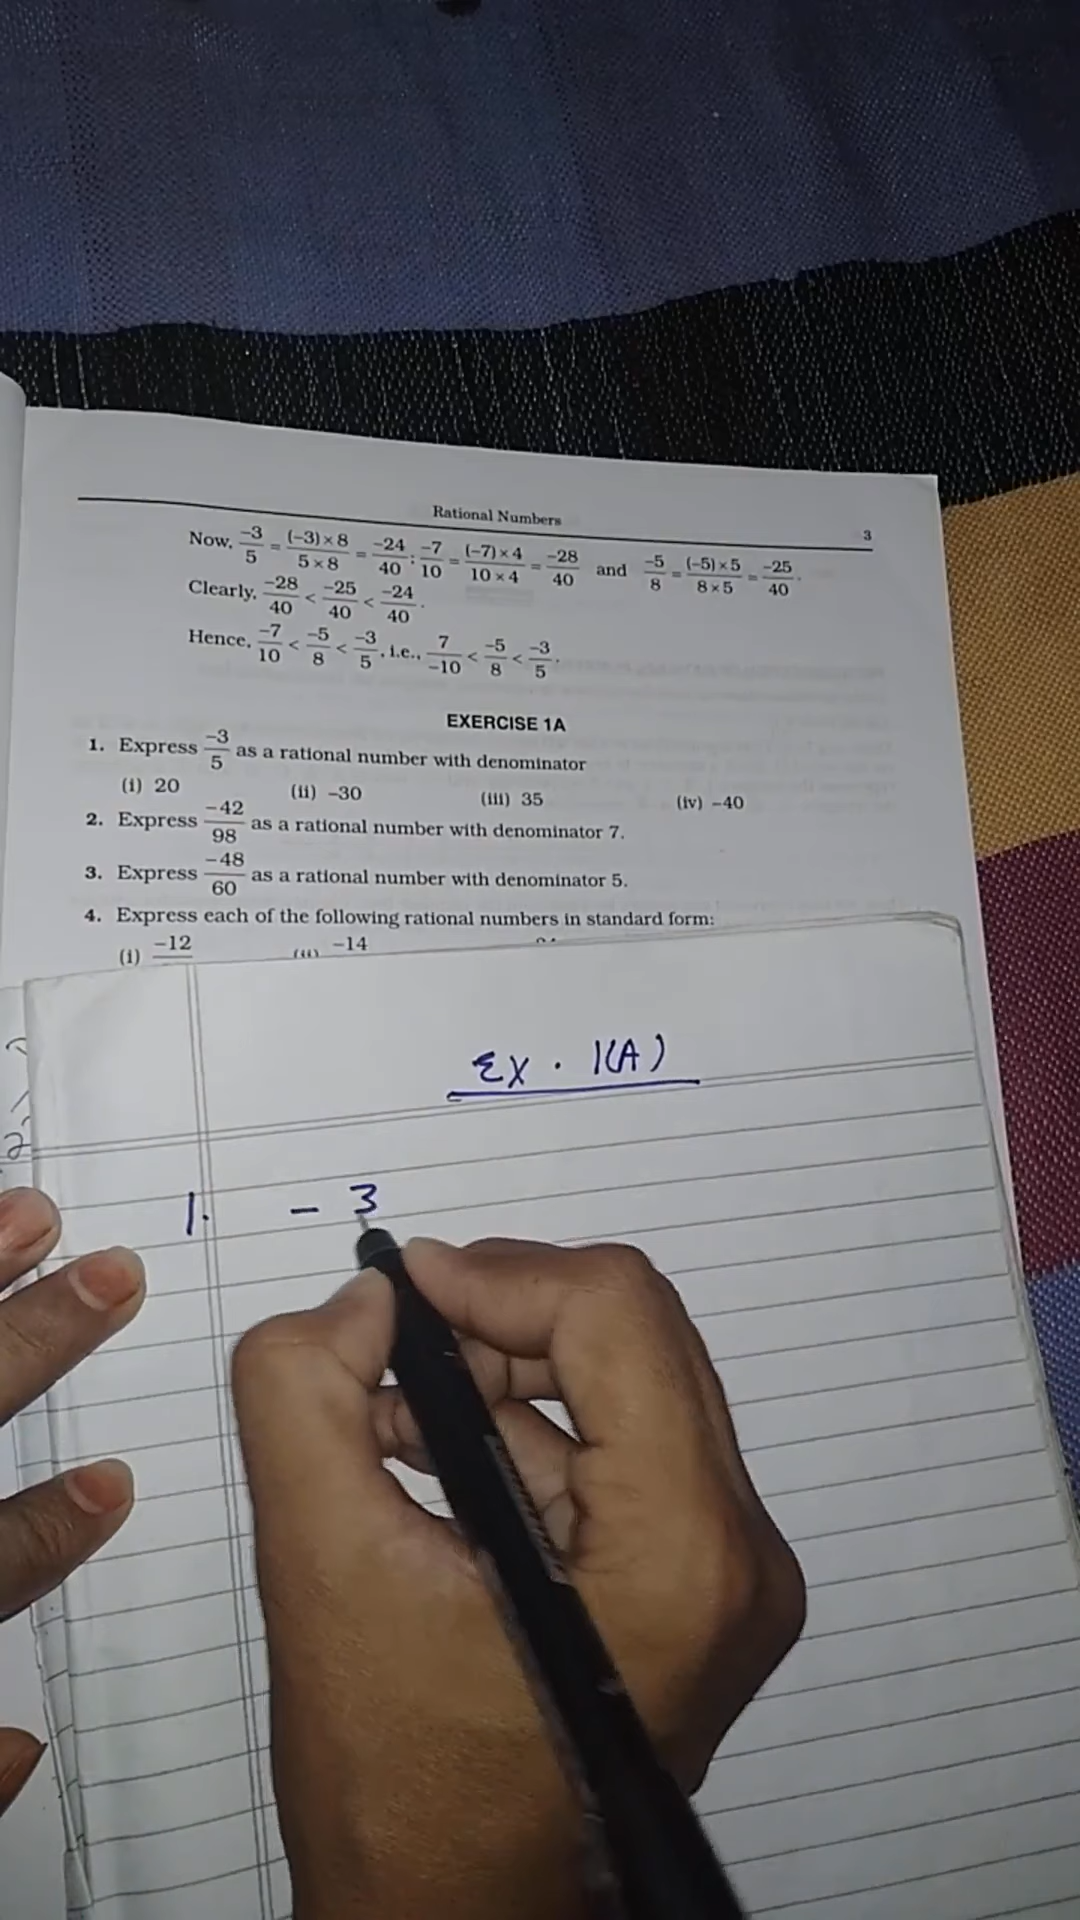 Rational Numbers
3
Now, -3/5 = (-3)×8/5×8 = -24/40 ; -7/10 = (-7)×4/10×4 = -28/40 and -5/8 = (-5)×5/8×5 = -25/40.
Clearly, -28/40 < -25/40 < -24/40.
Hence, -7/10 < -5/8 < -3/5, i.e., 7/-10 < -5/8 < -3/5.
EXERCISE 1A
1. Express -3/5 as a rational number with denominator
(i) 20 (ii) -30 (iii) 35 (iv) -40
2. Express -42/98 as a rational number with denominator 7.
3. Express -48/60 as a rational number with denominator 5.
4. Express each of the following rational numbers in standard form:
(i) -12 (ii) -14
Ex . 1(A)
1. - 3